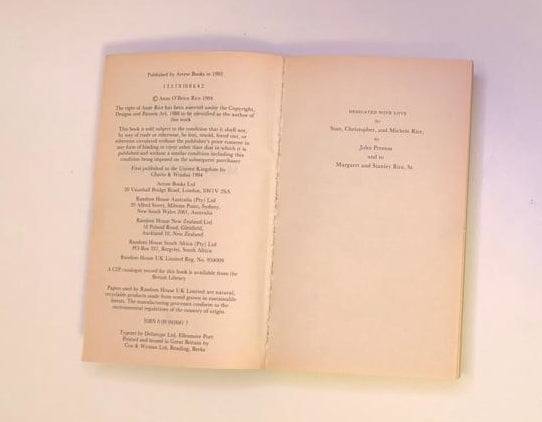 Published by Arrow Books in 1995
© Anne O'Brien Rice 1994
The right of Anne Rice has been asserted under the Copyright,
Designs and Patents Act, 1988 to be identified as the author of
this work
This book is sold subject to the condition that it shall not,
by way of trade or otherwise, be lent, resold, hired out, or
otherwise circulated without the publisher's prior consent in
any form of binding or cover other than that in which it is
published and without a similar condition including this
condition being imposed on the subsequent purchaser
First published in the United Kingdom by
Chatto & Windus 1994
Arrow Books Ltd
20 Vauxhall Bridge Road, London, SW1V 2SA
Random House Australia (Pty) Ltd
20 Alfred Street, Milsons Point, Sydney,
New South Wales 2061, Australia
Random House New Zealand Ltd
18 Poland Road, Glenfield,
Auckland 10, New Zealand
Random House South Africa (Pty) Ltd
PO Box 337, Bergvlei, South Africa
Random House UK Limited Reg. No. 954009
A CIP catalogue record for this book is available from the
British Library
Papers used by Random House UK Limited are natural,
recyclable products made from wood grown in sustainable
forests. The manufacturing processes conform to the
environmental regulations of the country of origin.
ISBN
Typeset by Deltatype Ltd, Ellesmere Port
Printed and bound in Great Britain by
Cox & Wyman Ltd, Reading, Berks
DEDICATED WITH LOVE
to
Stan, Christopher, and Michele Rice,
to
John Preston
and to
Margaret and Stanley Rice, Sr.